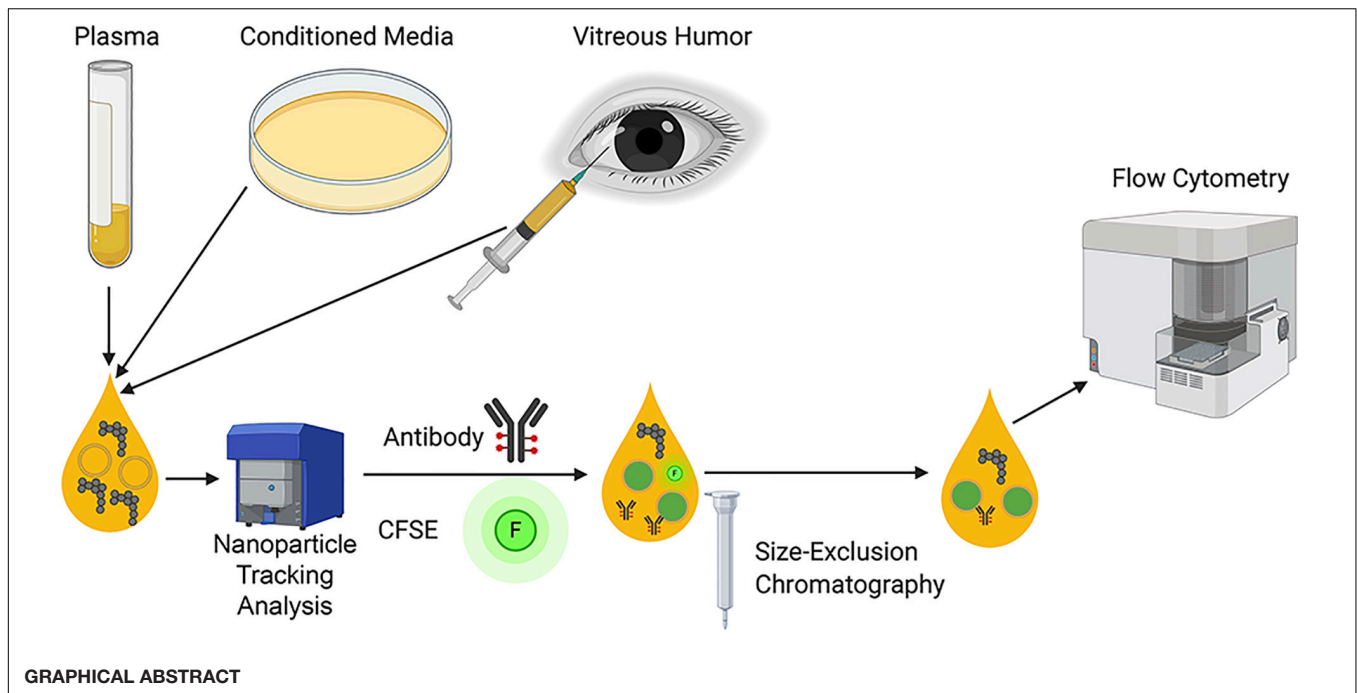 Plasma
Conditioned Media
Vitreous Humor
Flow Cytometry
Antibody
CFSE
F
F
Nanoparticle
Tracking
Analysis
Size-Exclusion
Chromatography
GRAPHICAL ABSTRACT